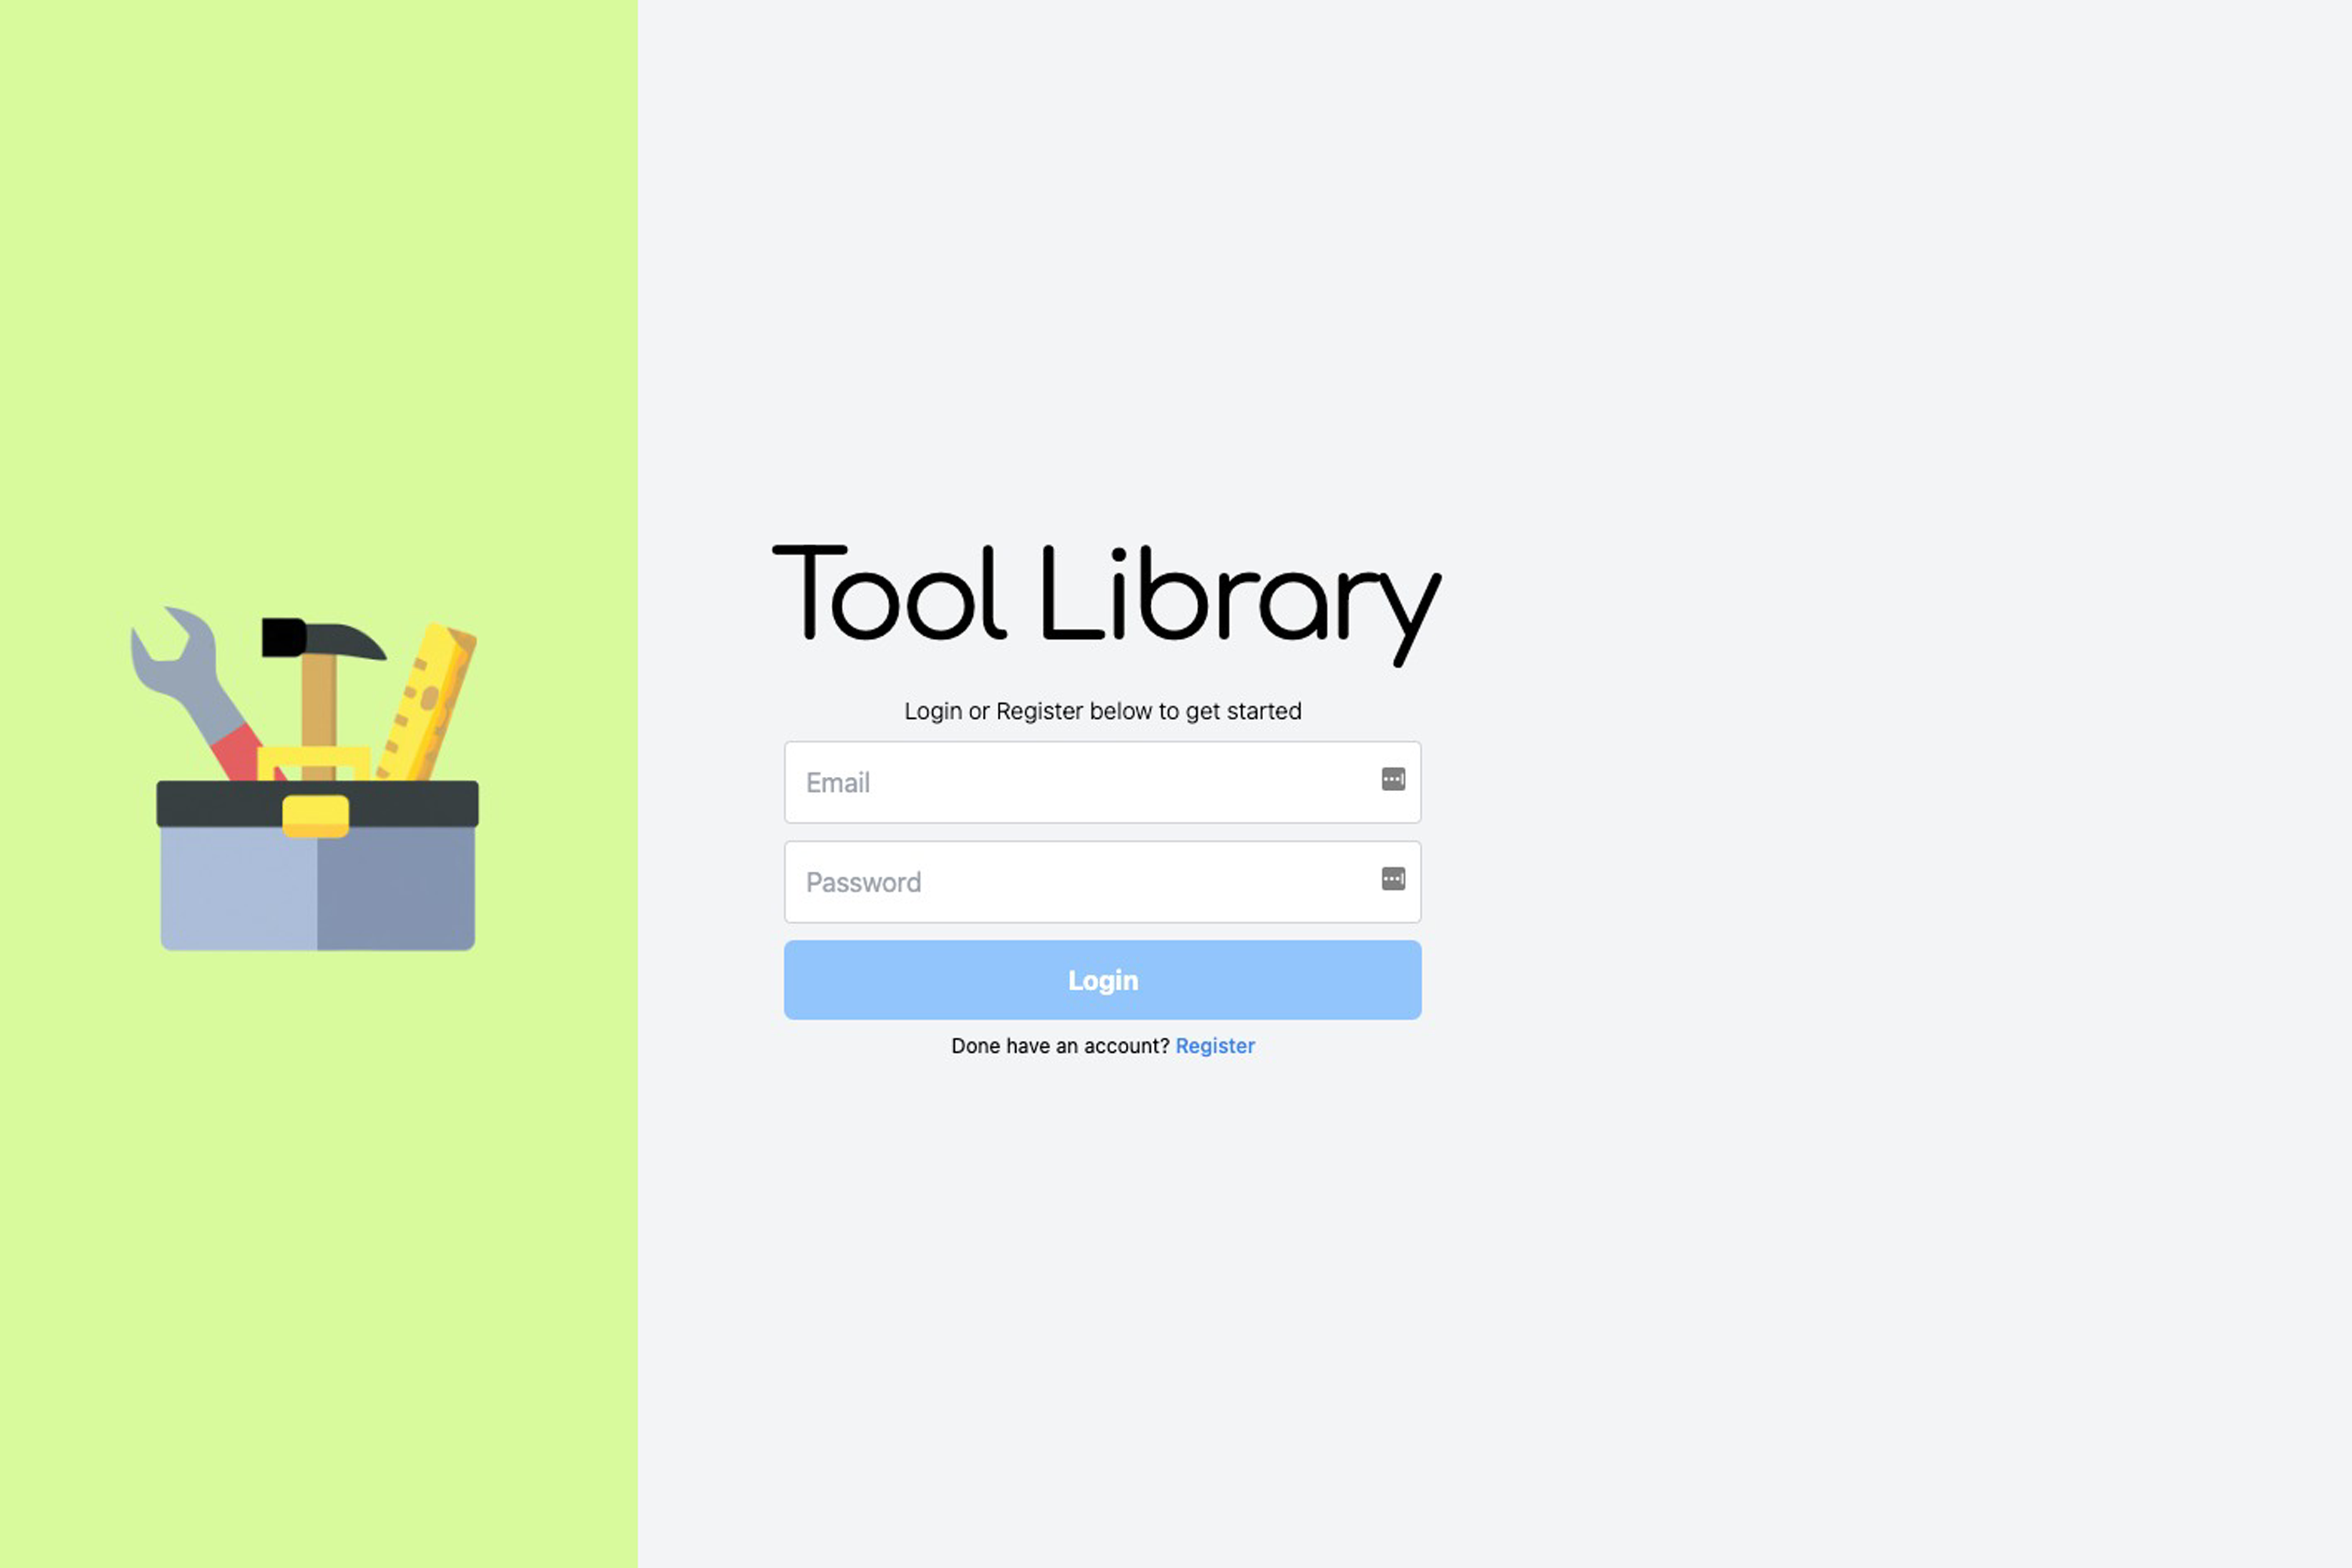 Tool Library
Login or Register below to get started
Email
Password
Login
Done have an account? Register